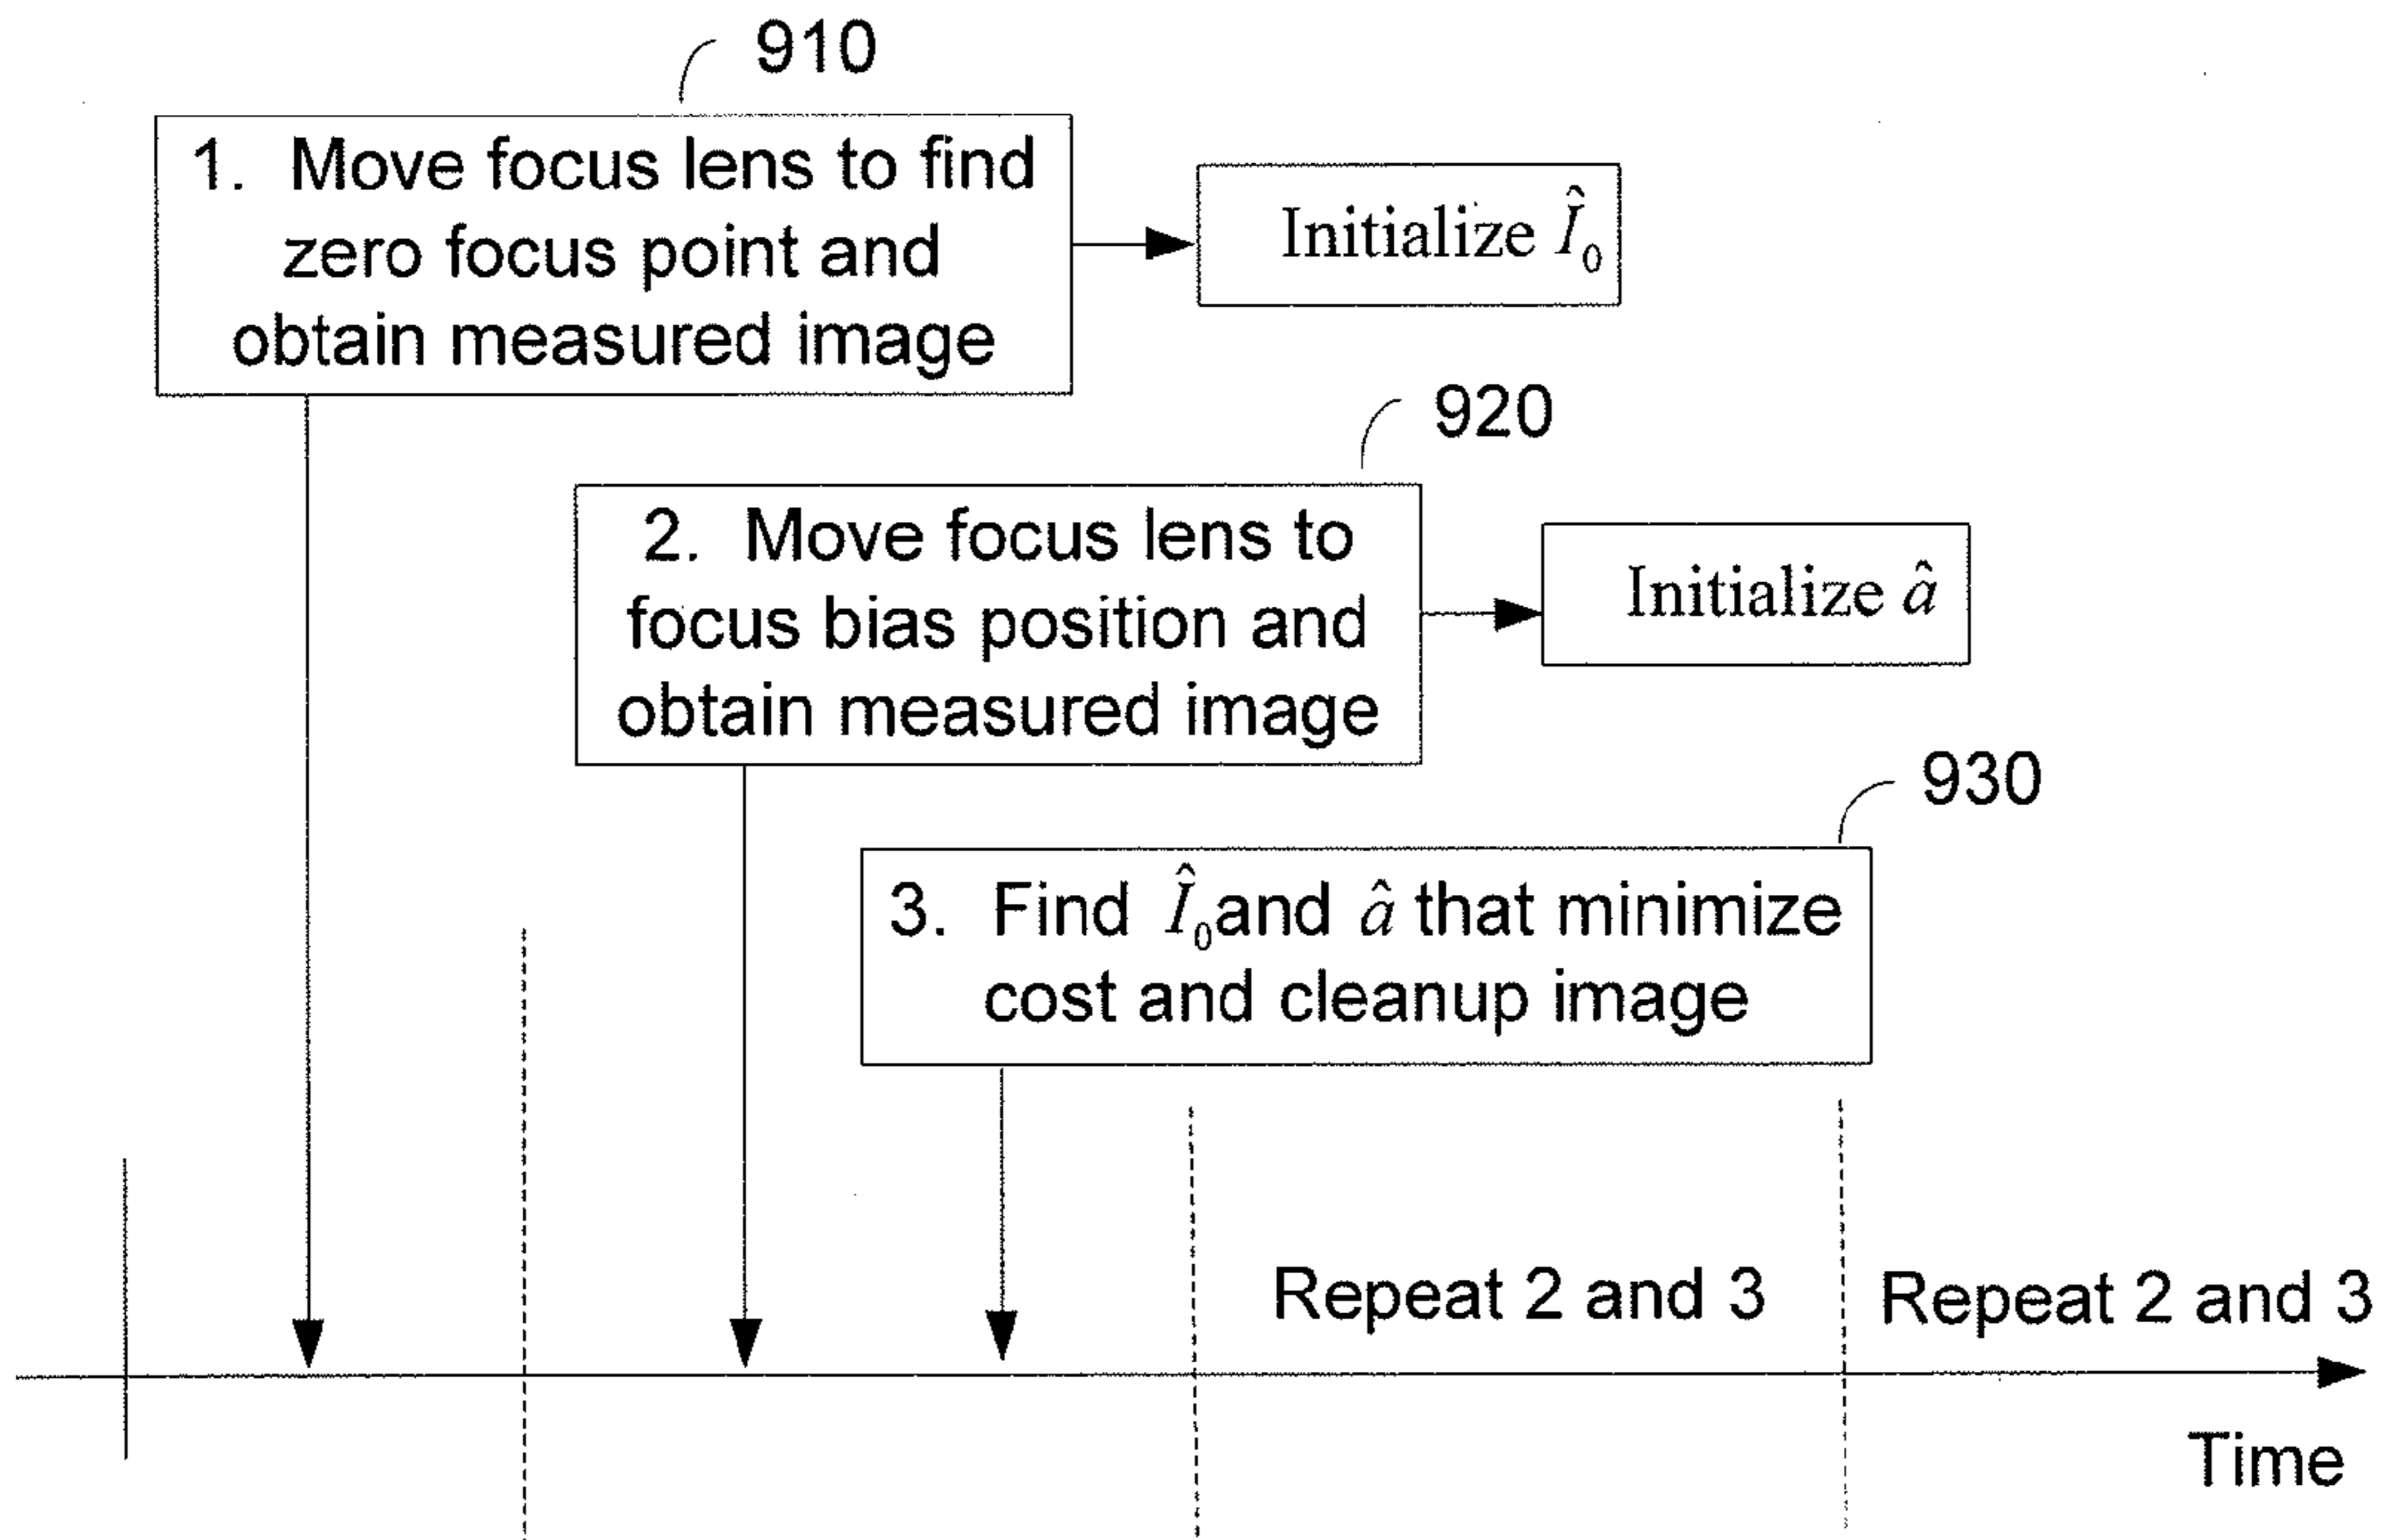 910
1. Move focus lens to find
zero focus point and
obtain measured image
Initialize Î₀
920
2. Move focus lens to
focus bias position and
obtain measured image
Initialize â
930
3. Find Î₀ and â that minimize
cost and cleanup image
Repeat 2 and 3
Repeat 2 and 3
Time